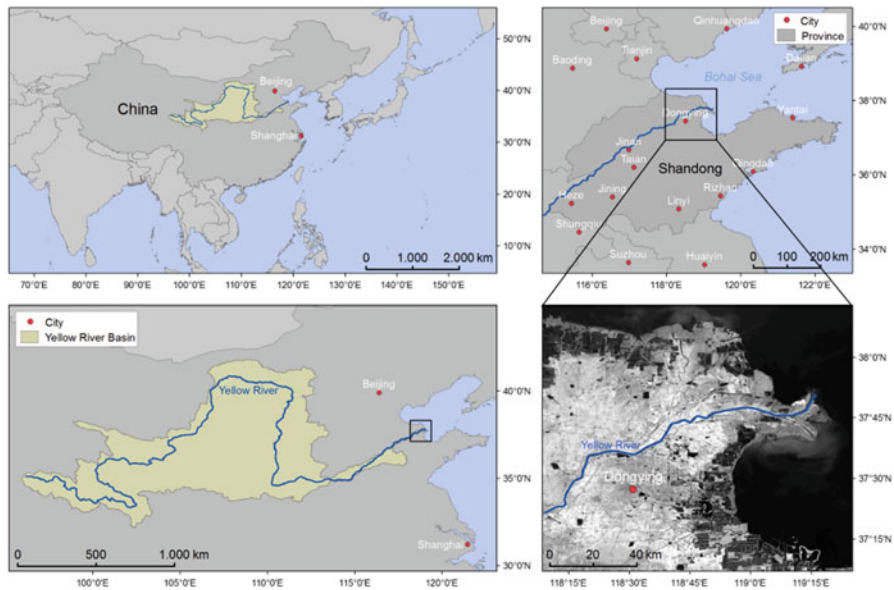 China
Beijing
Shanghai
0 1.000 2.000 km
50°0'N
40°0'N
30°0'N
20°0'N
10°0'N
70°0'E 80°0'E 90°0'E 100°0'E 110°0'E 120°0'E 130°0'E 140°0'E 150°0'E
City
Province
Beijing
Qinhuangdao
Tianjin
Baoding
Dalian
Bohai Sea
Dongying
Yantai
Jinan
Taian
Shandong
Qingdao
Heze
Jining
Rizhao
Linyi
Shungqiu
Suzhou
Huaiyin
0 100 200 km
40°0'N
38°0'N
36°0'N
34°0'N
116°0'E 118°0'E 120°0'E 122°0'E
City
Yellow River Basin
Yellow River
Beijing
Shanghai
0 500 1.000 km
40°0'N
35°0'N
30°0'N
100°0'E 105°0'E 110°0'E 115°0'E 120°0'E
Yellow River
Dongying
0 20 40 km
38°0'N
37°45'N
37°30'N
37°15'N
118°15'E 118°30'E 118°45'E 119°0'E 119°15'E